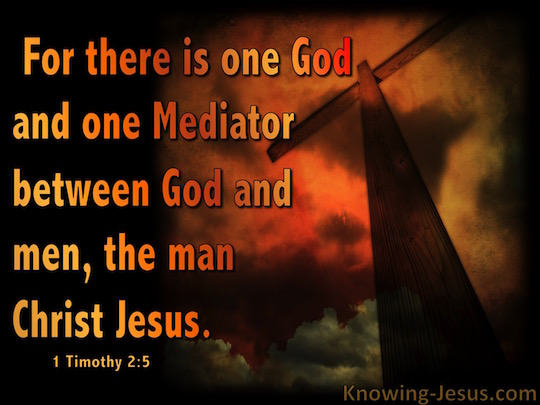 For there is one God
and one Mediator
between God and
men, the man
Christ Jesus.
1 Timothy 2:5
Knowing-Jesus.com